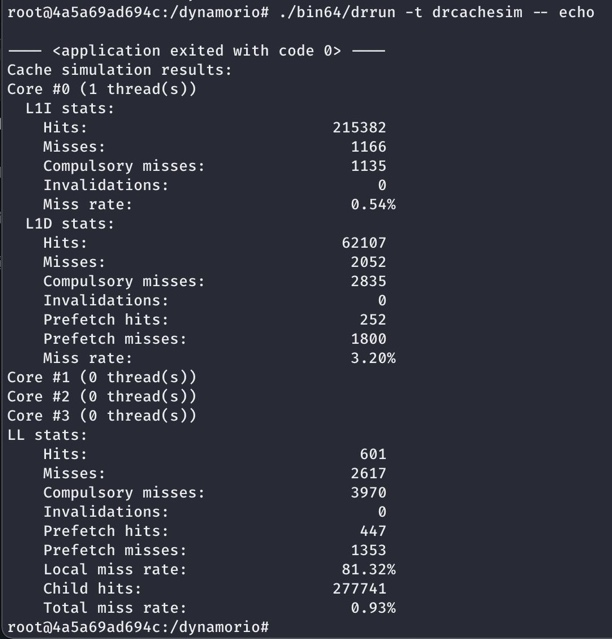 root@4a5a69ad694c:/dynamorio# ./bin64/drrun -t drcachesim -- echo
---- <application exited with code 0> ----
Cache simulation results:
Core #0 (1 thread(s))
L1I stats:
Hits: 215382
Misses: 1166
Compulsory misses: 1135
Invalidations: 0
Miss rate: 0.54%
L1D stats:
Hits: 62107
Misses: 2052
Compulsory misses: 2835
Invalidations: 0
Prefetch hits: 252
Prefetch misses: 1800
Miss rate: 3.20%
Core #1 (0 thread(s))
Core #2 (0 thread(s))
Core #3 (0 thread(s))
LL stats:
Hits: 601
Misses: 2617
Compulsory misses: 3970
Invalidations: 0
Prefetch hits: 447
Prefetch misses: 1353
Local miss rate: 81.32%
Child hits: 277741
Total miss rate: 0.93%
root@4a5a69ad694c:/dynamorio#